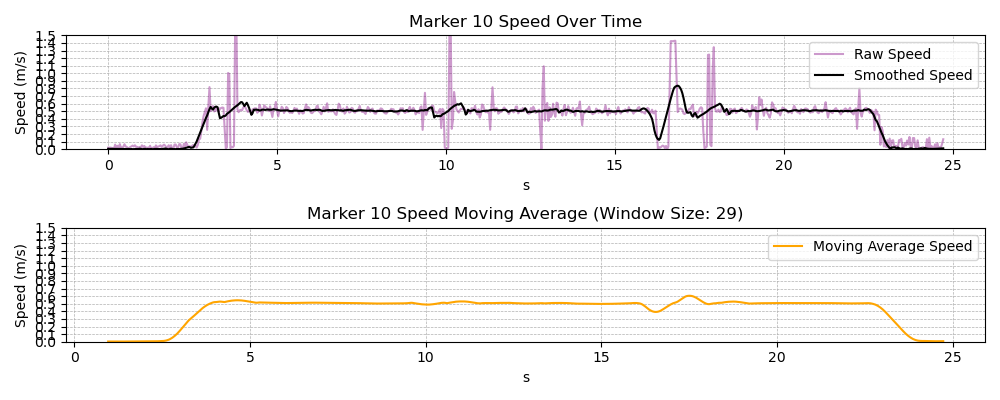 Marker 10 Speed Over Time
Speed (m/s)
1.5
1.4
1.3
1.2
1.1
1.0
0.9
0.8
0.7
0.6
0.5
0.4
0.3
0.2
0.1
0.0
Raw Speed
Smoothed Speed
0 5 10 15 20 25
s
Marker 10 Speed Moving Average (Window Size: 29)
Speed (m/s)
1.5
1.4
1.3
1.2
1.1
1.0
0.9
0.8
0.7
0.6
0.5
0.4
0.3
0.2
0.1
0.0
Moving Average Speed
0 5 10 15 20 25
s